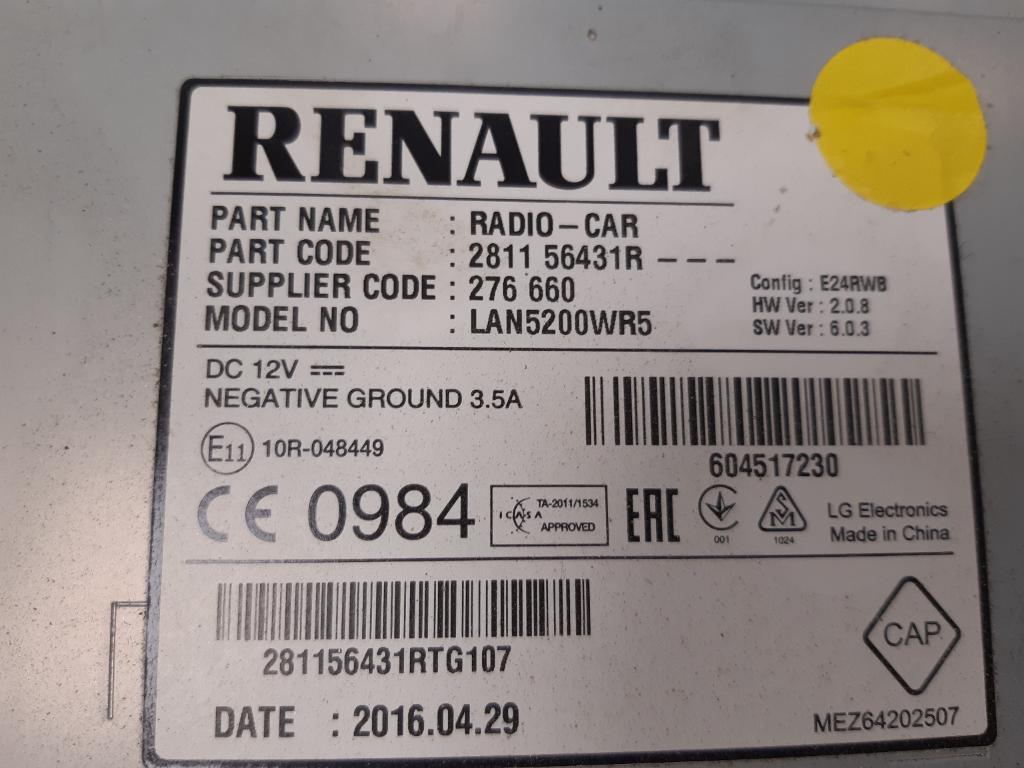 RENAULT
PART NAME : RADIO-CAR
PART CODE : 2811 56431R ---
SUPPLIER CODE : 276 660
MODEL NO : LAN5200WR5
Config : E24RWB
HW Ver : 2.0.8
SW Ver : 6.0.3
DC 12V
NEGATIVE GROUND 3.5A
604517230
E11 10R-048449
CE 0984
ICASA
TA-2011/1534
APPROVED
EAC
001
SM
1024
LG Electronics
Made in China
281156431RTG107
CAP
DATE : 2016.04.29
MEZ64202507